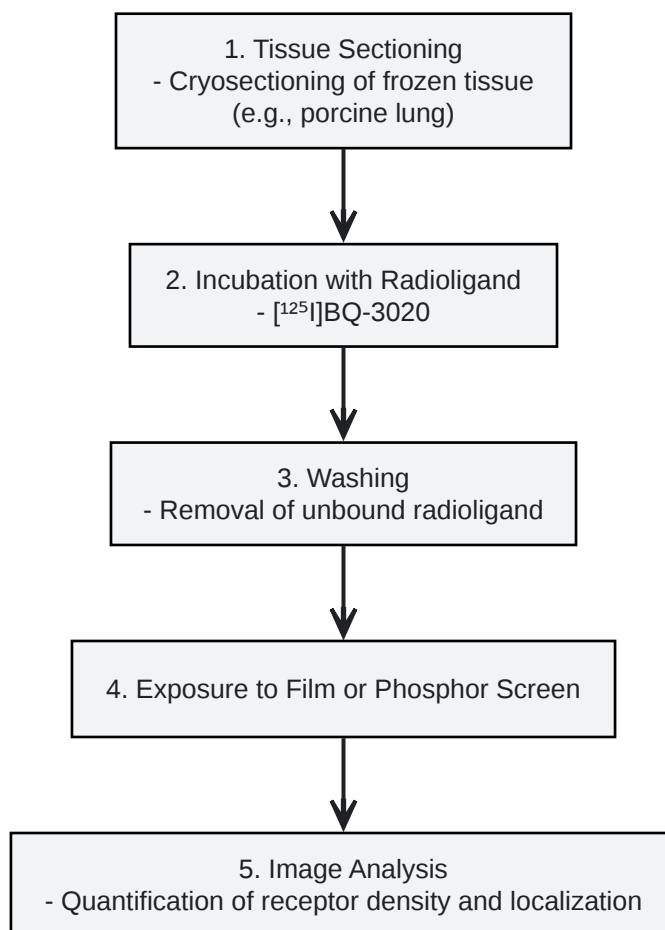 1. Tissue Sectioning
- Cryosectioning of frozen tissue
(e.g., porcine lung)
2. Incubation with Radioligand
- [¹²⁵I]BQ-3020
3. Washing
- Removal of unbound radioligand
4. Exposure to Film or Phosphor Screen
5. Image Analysis
- Quantification of receptor density and localization